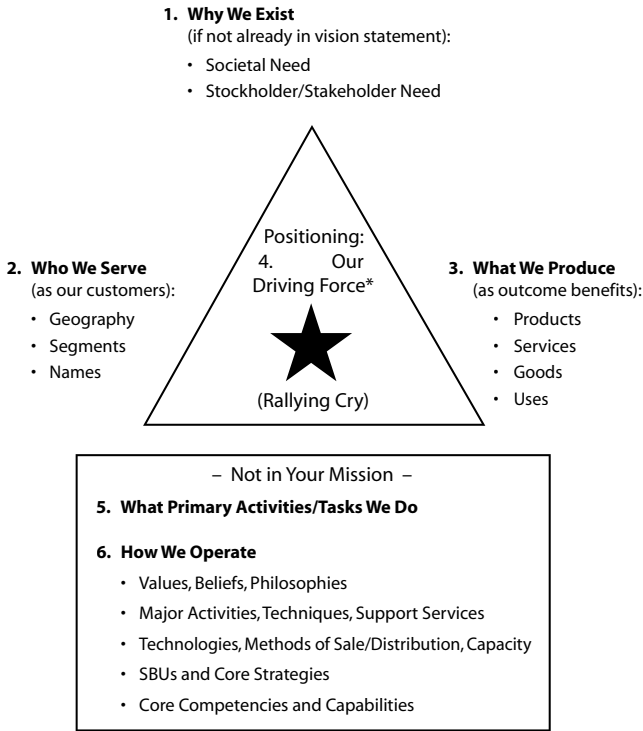 1. Why We Exist
(if not already in vision statement):
• Societal Need
• Stockholder/Stakeholder Need
Positioning:
4. Our
Driving Force*
(Rallying Cry)
2. Who We Serve
(as our customers):
• Geography
• Segments
• Names
3. What We Produce
(as outcome benefits):
• Products
• Services
• Goods
• Uses
– Not in Your Mission –
5. What Primary Activities/Tasks We Do
6. How We Operate
• Values, Beliefs, Philosophies
• Major Activities, Techniques, Support Services
• Technologies, Methods of Sale/Distribution, Capacity
• SBUs and Core Strategies
• Core Competencies and Capabilities